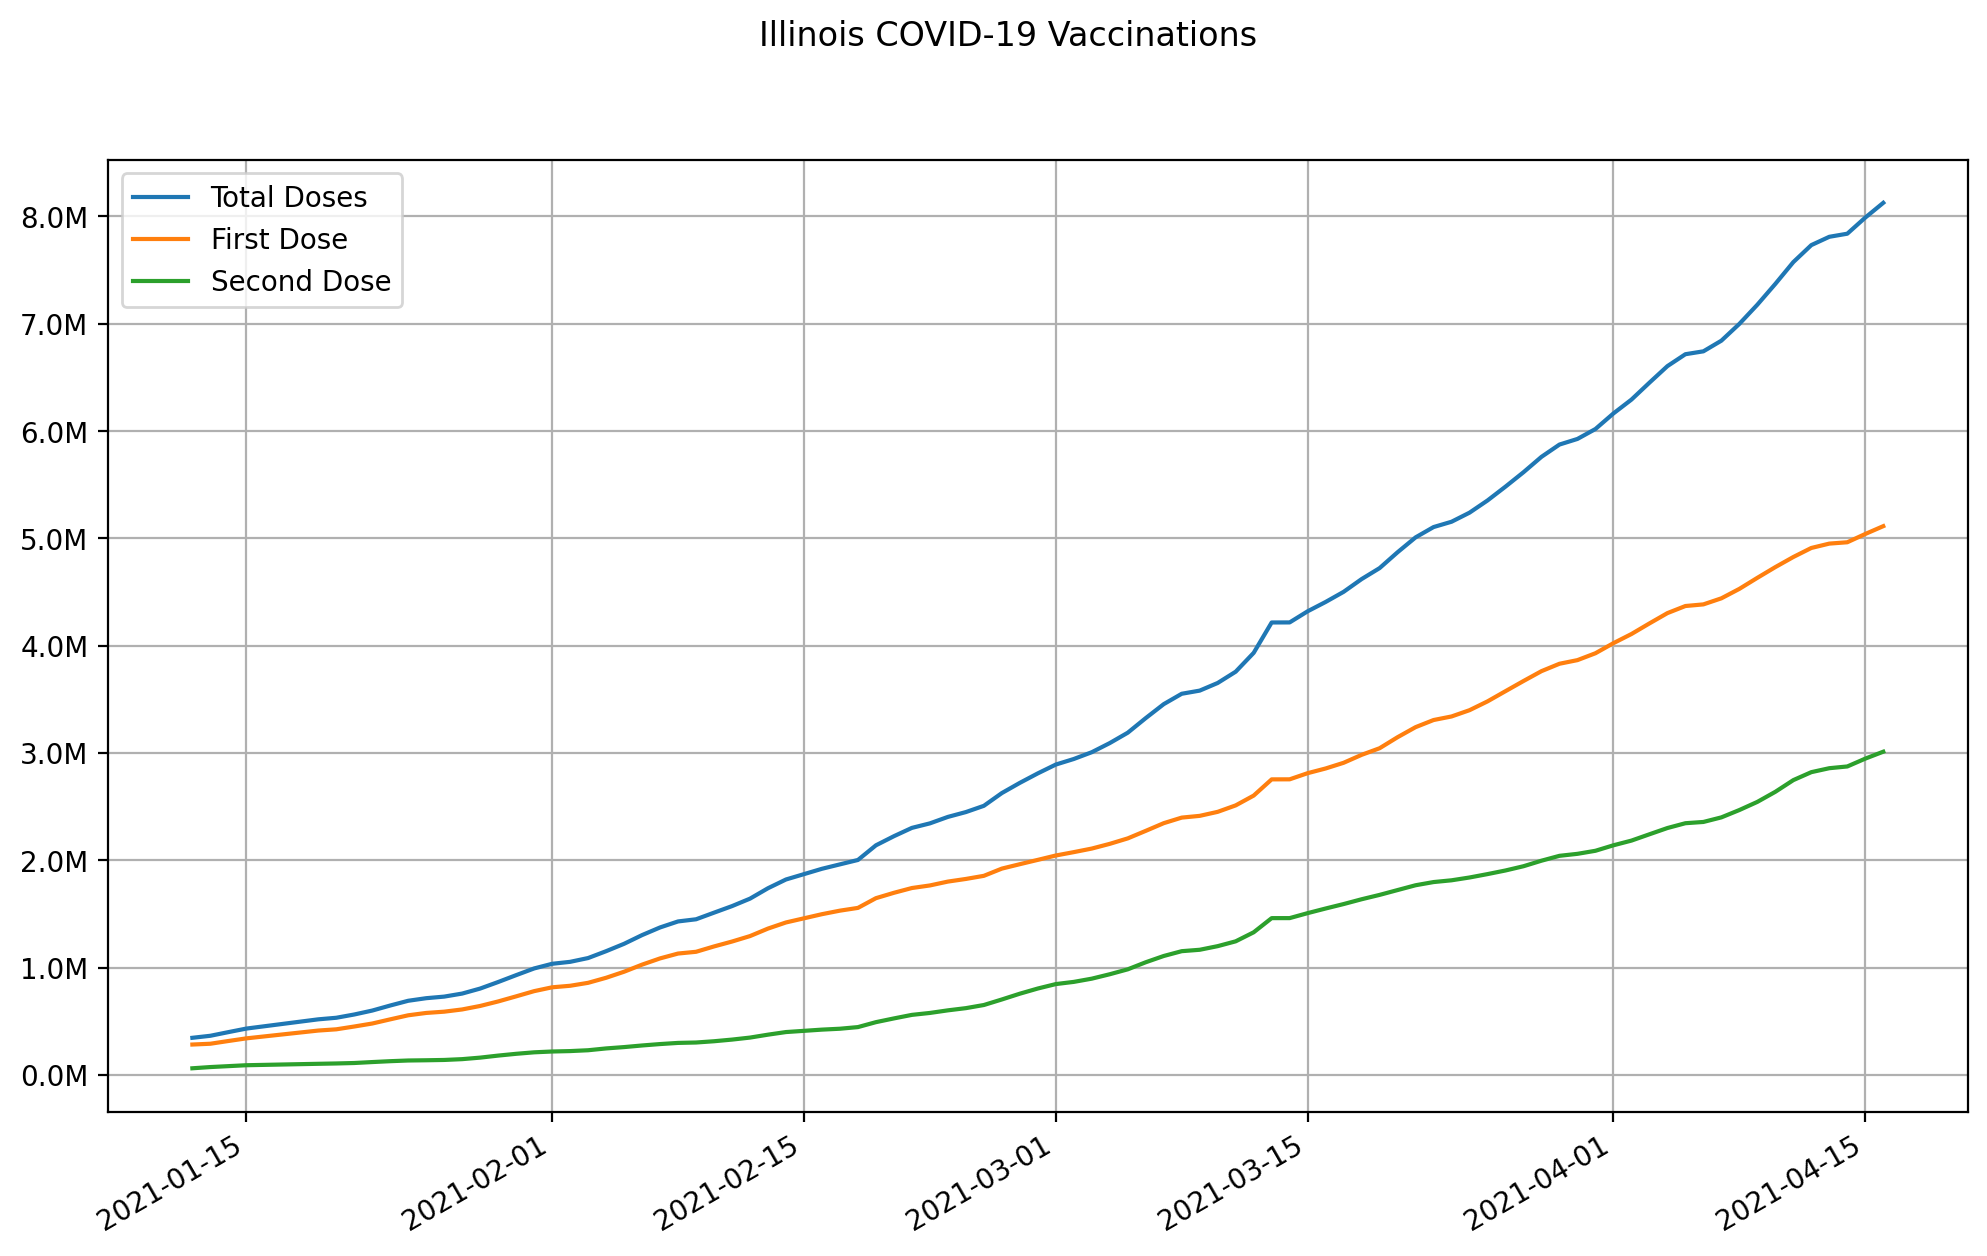 Illinois COVID-19 Vaccinations
Total Doses
First Dose
Second Dose
8.0M
7.0M
6.0M
5.0M
4.0M
3.0M
2.0M
1.0M
0.0M
2021-01-15
2021-02-01
2021-02-15
2021-03-01
2021-03-15
2021-04-01
2021-04-15